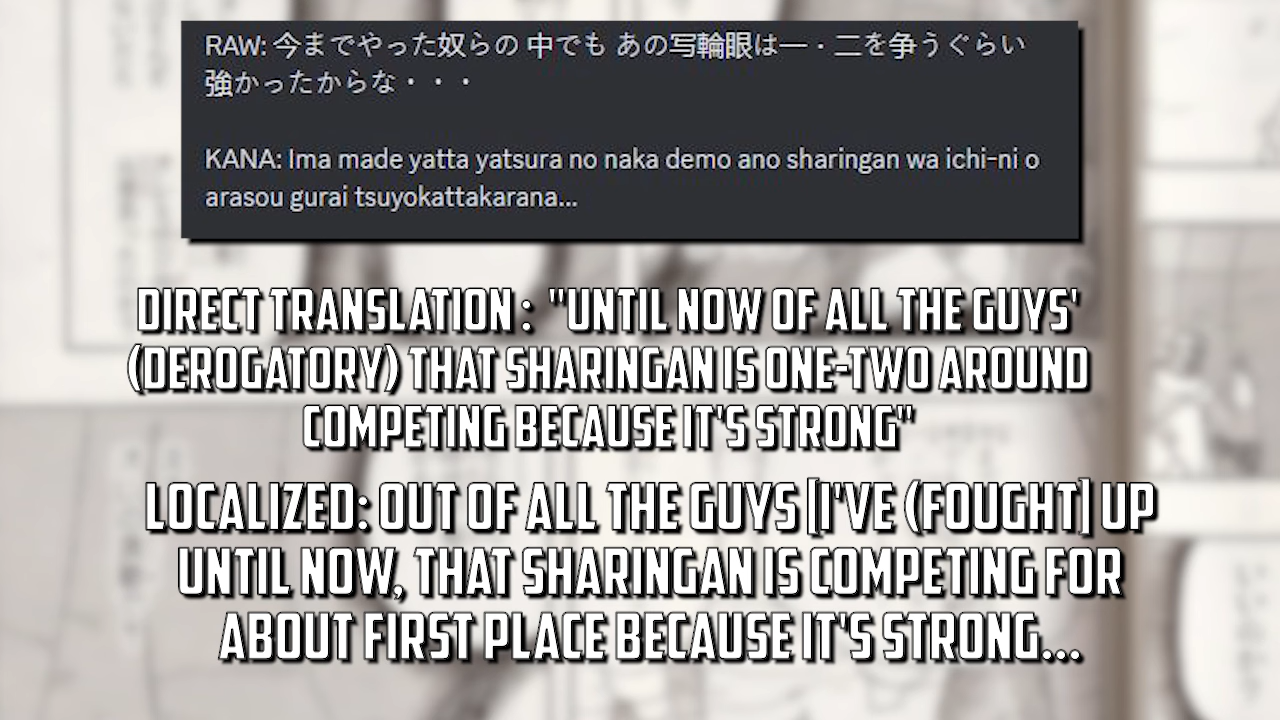 RAW: 今までやった奴らの 中でも あの写輪眼は一・二を争うぐらい
強かったからな・・・
KANA: Ima made yatta yatsura no naka demo ano sharingan wa ichi-ni o
arasou gurai tsuyokattakarana...
DIRECT TRANSLATION : "UNTIL NOW OF ALL THE GUYS'
(DEROGATORY) THAT SHARINGAN IS ONE-TWO AROUND
COMPETING BECAUSE IT'S STRONG"
LOCALIZED: OUT OF ALL THE GUYS [I'VE (FOUGHT] UP
UNTIL NOW, THAT SHARINGAN IS COMPETING FOR
ABOUT FIRST PLACE BECAUSE IT'S STRONG...